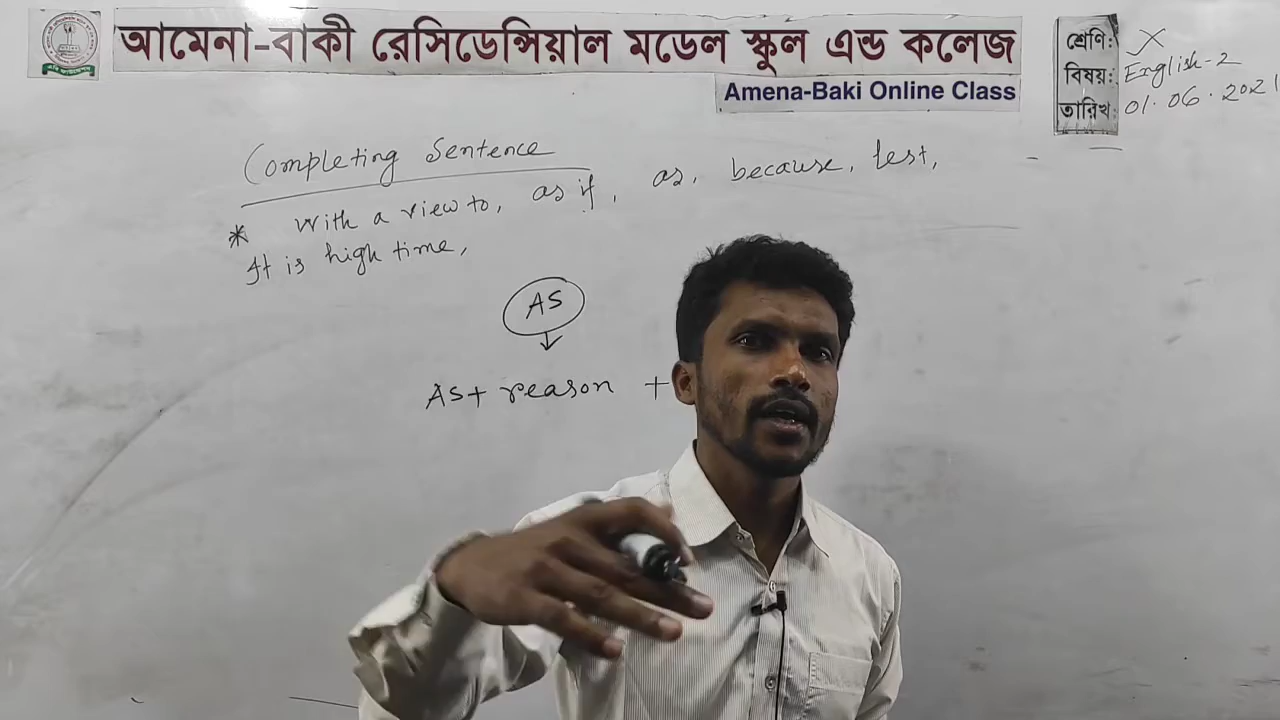 আমেনা-বাকী রেসিডেন্সিয়াল মডেল স্কুল এন্ড কলেজ
Amena-Baki Online Class
শ্রেণি: X
বিষয়: English-2
তারিখ: 01.06.2021
Completing Sentence
* With a view to, as if, as, because, lest,
It is high time,
AS
AS + reason +